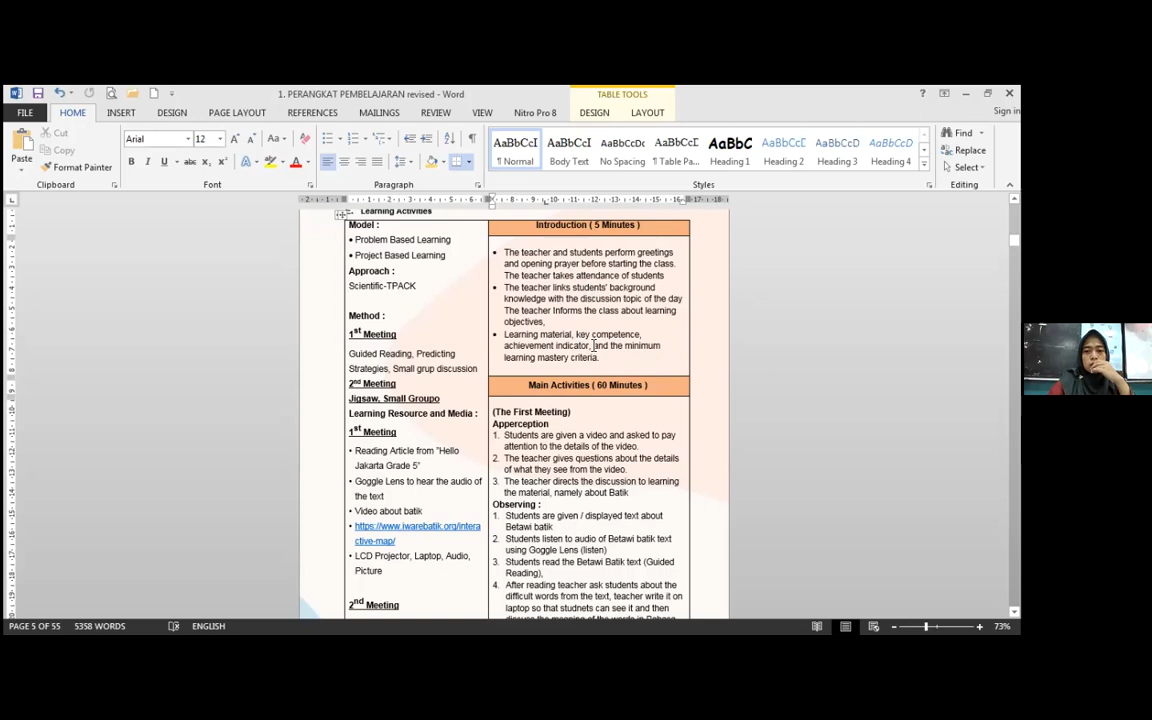 1. PERANGKAT PEMBELAJARAN revised - Word
TABLE TOOLS
Sign in
FILE HOME INSERT DESIGN PAGE LAYOUT REFERENCES MAILINGS REVIEW VIEW Nitro Pro 8 DESIGN LAYOUT
Paste
Cut
Copy
Format Painter
Clipboard
Arial 12
Font
Paragraph
AaBbCcI AaBbCcI AaBbCcDc AaBbCcDc AaBbCc AaBbCcI AaBbCcD AaBbCcD
¶ Normal Body Text No Spacing ¶ Table Pa... Heading 1 Heading 2 Heading 3 Heading 4
Styles
Find
Replace
Select
Editing
Learning Activities
Model :
• Problem Based Learning
• Project Based Learning
Approach :
Scientific-TPACK
Method :
1st Meeting
Guided Reading, Predicting
Strategies, Small grup discussion
2nd Meeting
Jigsaw, Small Groupo
Learning Resource and Media :
1st Meeting
• Reading Article from "Hello
Jakarta Grade 5"
• Goggle Lens to hear the audio of
the text
• Video about batik
• https://www.iwarebatik.org/intera
ctive-map/
• LCD Projector, Laptop, Audio,
Picture
2nd Meeting
Introduction ( 5 Minutes )
• The teacher and students perform greetings
and opening prayer before starting the class.
The teacher takes attendance of students
• The teacher links students' background
knowledge with the discussion topic of the day
The teacher Informs the class about learning
objectives,
• Learning material, key competence,
achievement indicator, and the minimum
learning mastery criteria.
Main Activities ( 60 Minutes )
(The First Meeting)
Apperception
1. Students are given a video and asked to pay
attention to the details of the video.
2. The teacher gives questions about the details
of what they see from the video.
3. The teacher directs the discussion to learning
the material, namely about Batik
Observing :
1. Students are given / displayed text about
Betawi batik
2. Students listen to audio of Betawi batik text
using Goggle Lens (listen)
3. Students read the Betawi Batik text (Guided
Reading),
4. After reading teacher ask students about the
difficult words from the text, teacher write it on
laptop so that studnets can see it and then
discuss the meaning of the words in Bahasa
PAGE 5 OF 55 5358 WORDS ENGLISH 73%